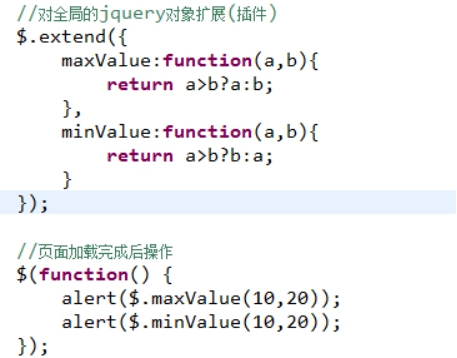 //对全局的jquery对象扩展(插件)
$.extend({
    maxValue:function(a,b){
        return a>b?a:b;
    },
    minValue:function(a,b){
        return a>b?b:a;
    }
});

//页面加载完成后操作
$(function() {
    alert($.maxValue(10,20));
    alert($.minValue(10,20));
});